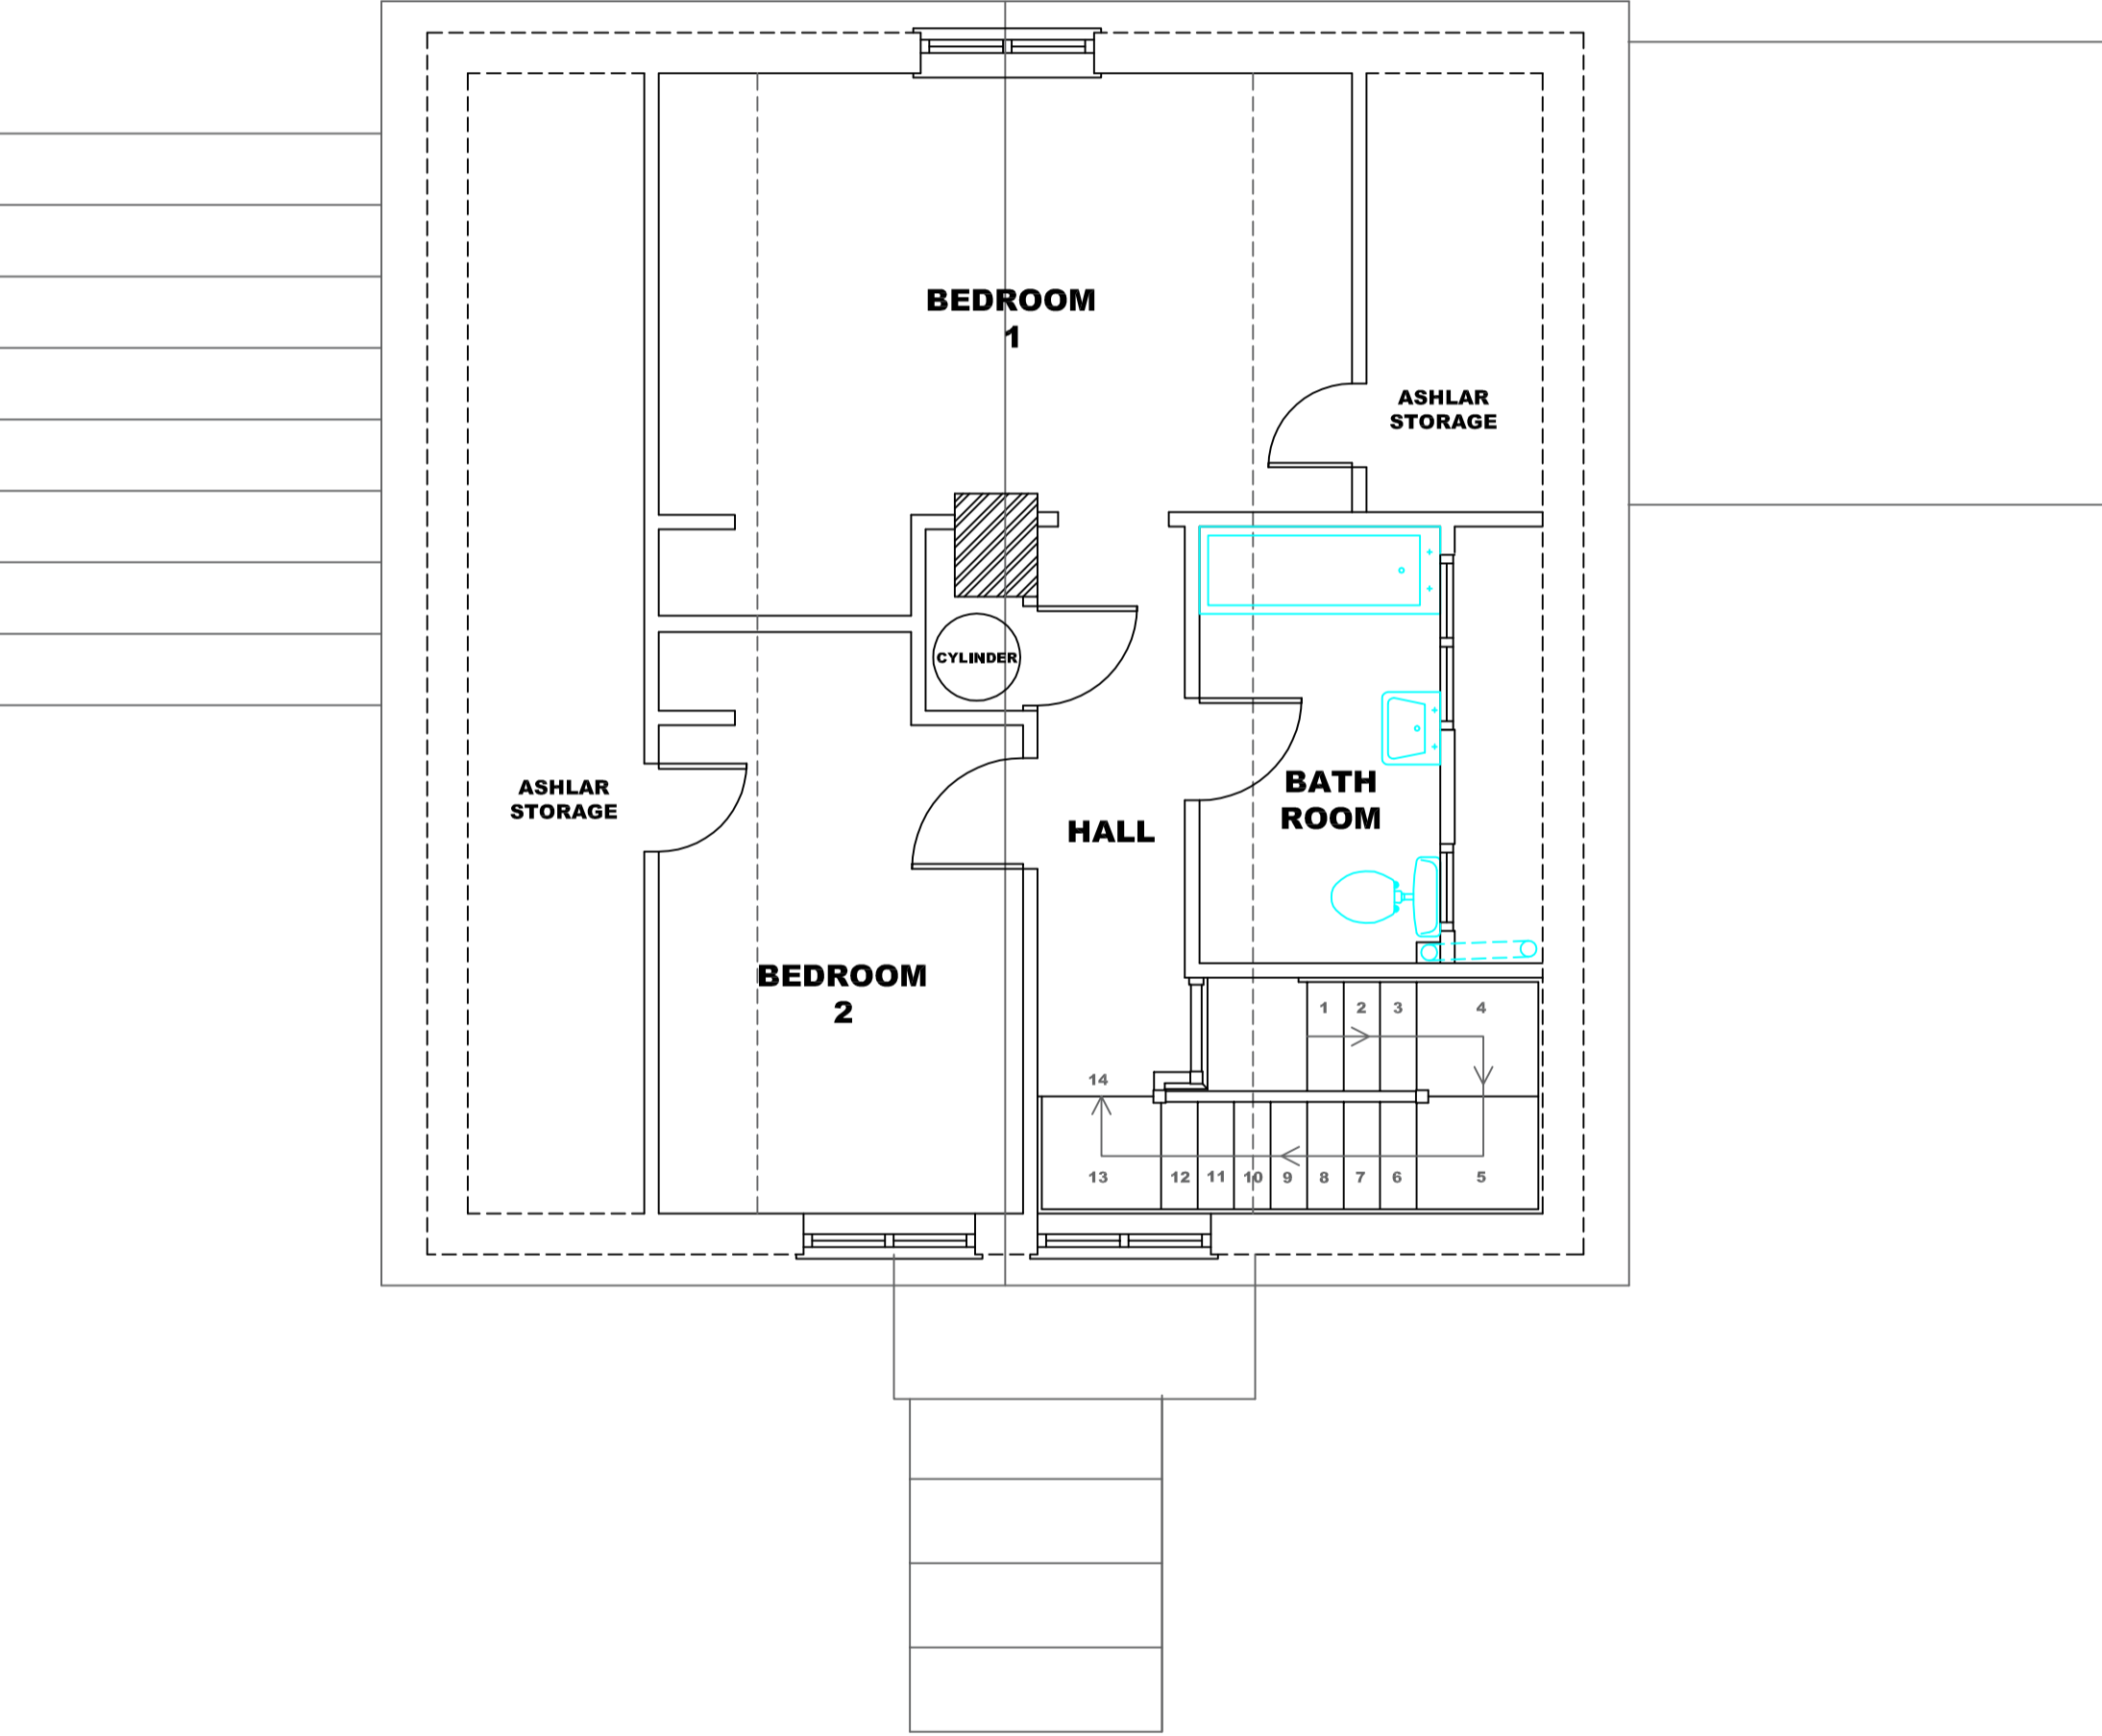 BEDROOM
1
ASHLAR
STORAGE
CYLINDER
ASHLAR
STORAGE
BATH
ROOM
HALL
BEDROOM
2
1 2 3 4
14
13 12 11 10 9 8 7 6 5